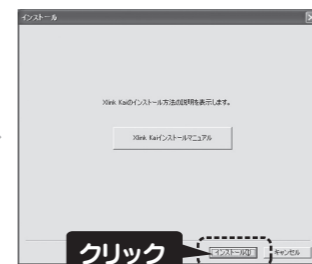 インストール
Xlink Kaiのインストール方法の説明を表示します。
Xlink Kaiインストールマニュアル
クリック
インストール(I)
キャンセル